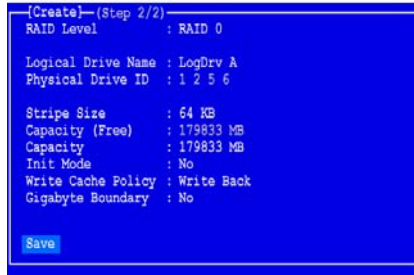 [Create]—(Step 2/2)
RAID Level : RAID 0
Logical Drive Name : LogDrv A
Physical Drive ID : 1 2 5 6
Stripe Size : 64 KB
Capacity (Free) : 179833 MB
Capacity : 179833 MB
Init Mode : No
Write Cache Policy : Write Back
Gigabyte Boundary : No
Save